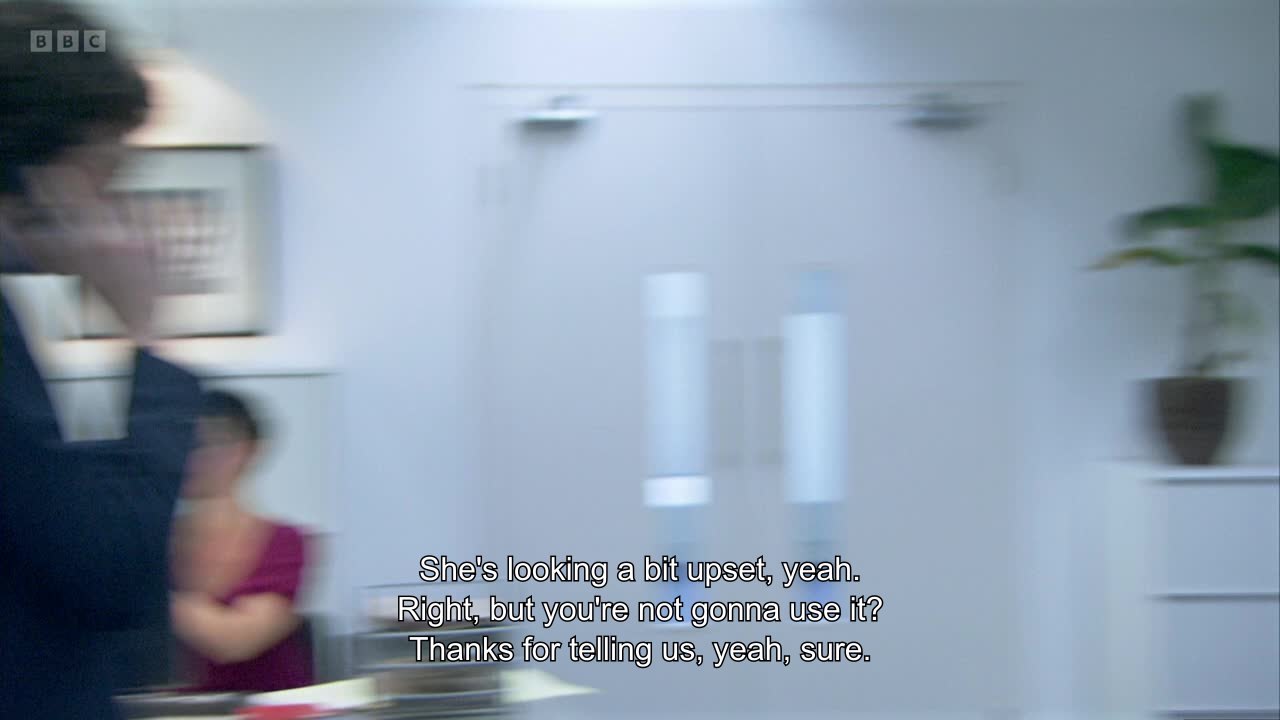 BBC
She's looking a bit upset, yeah.
Right, but you're not gonna use it?
Thanks for telling us, yeah, sure.